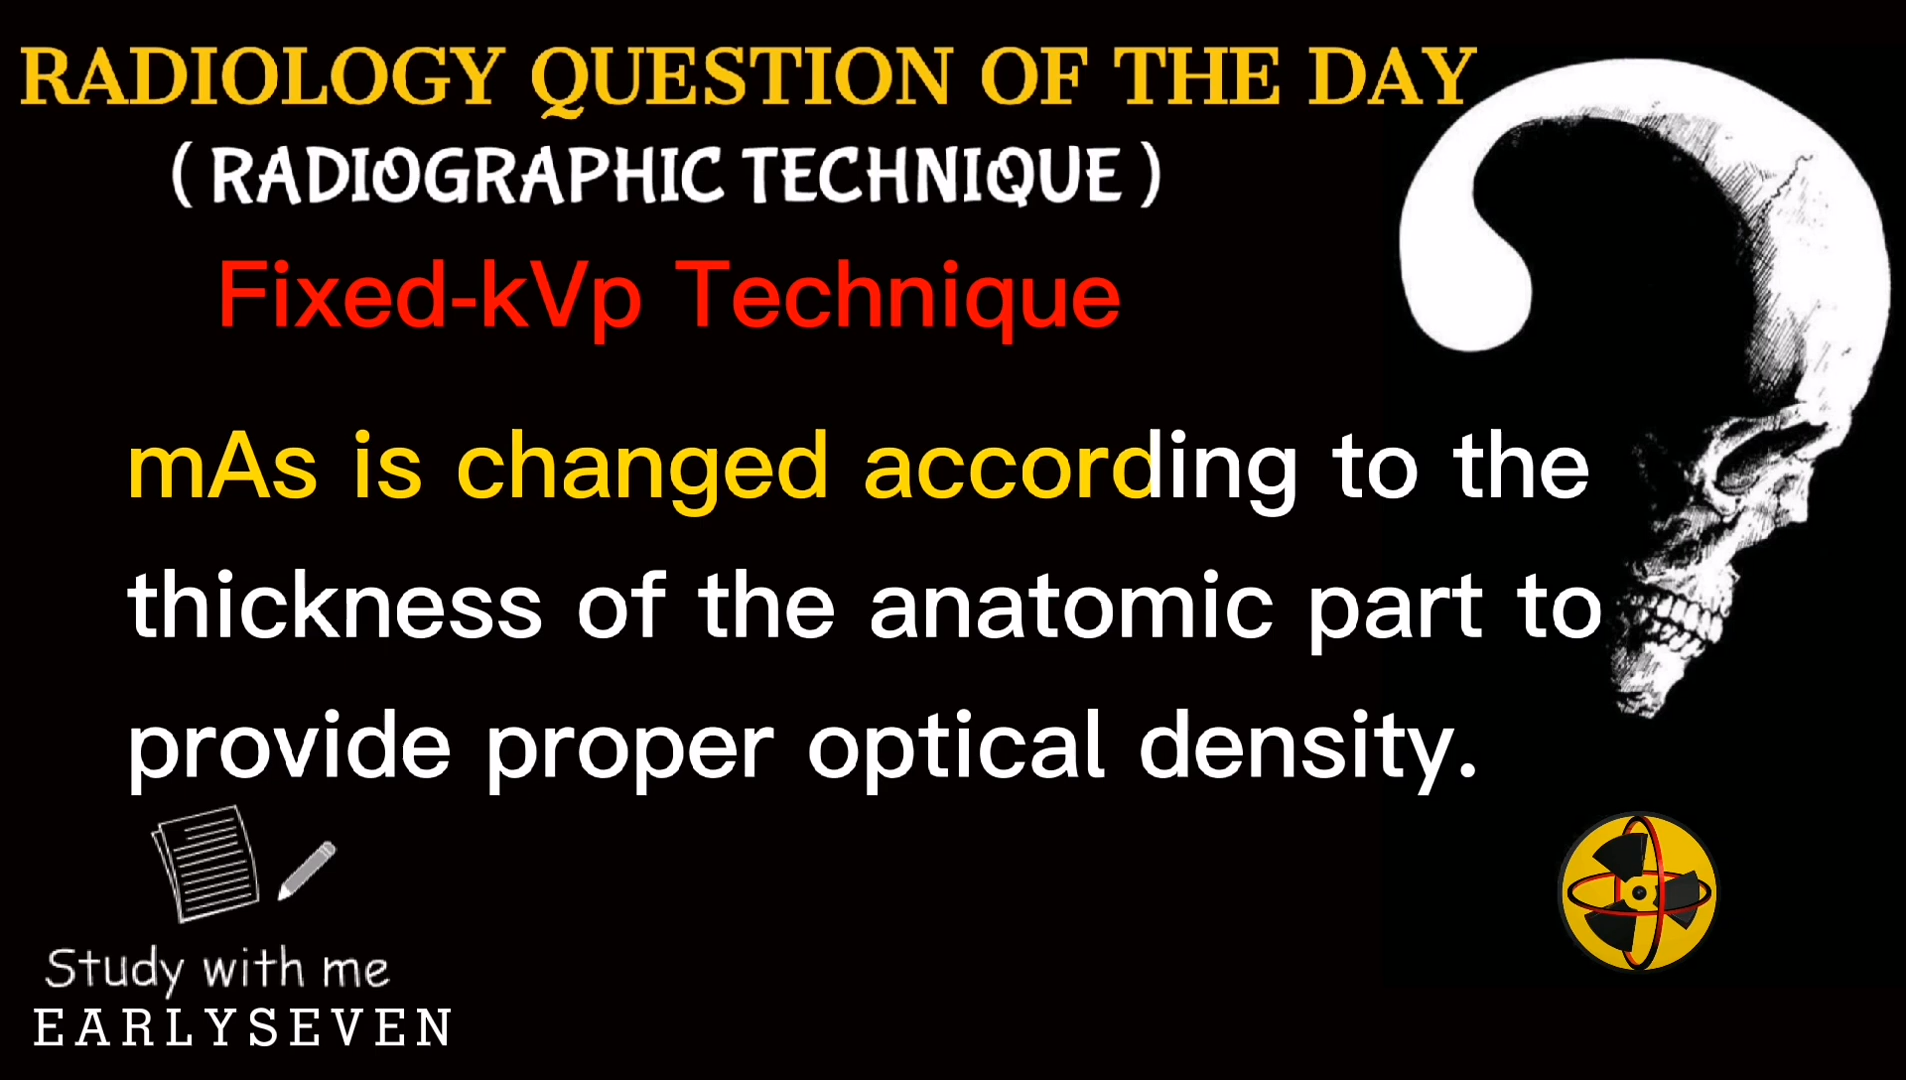 RADIOLOGY QUESTION OF THE DAY
( RADIOGRAPHIC TECHNIQUE )
Fixed-kVp Technique
mAs is changed according to the
thickness of the anatomic part to
provide proper optical density.
Study with me
EARLYSEVEN